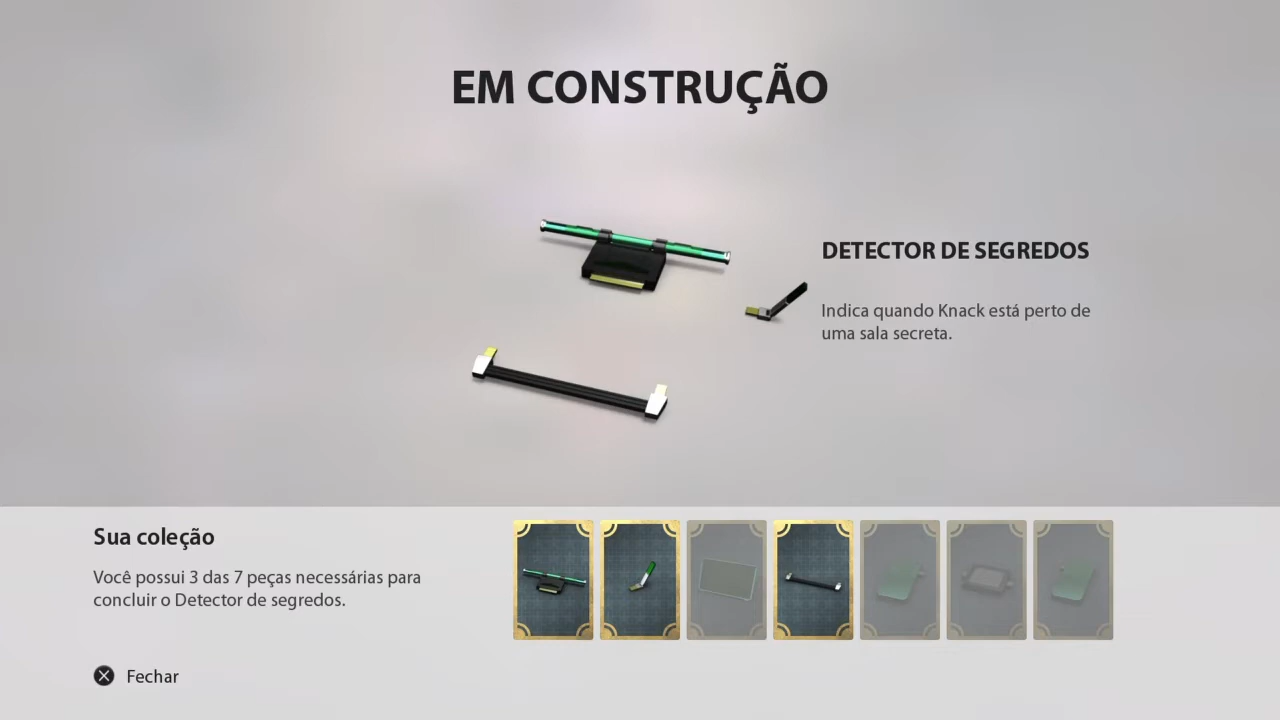 EM CONSTRUÇÃO
DETECTOR DE SEGREDOS
Indica quando Knack está perto de
uma sala secreta.
Sua coleção
Você possui 3 das 7 peças necessárias para
concluir o Detector de segredos.
Fechar